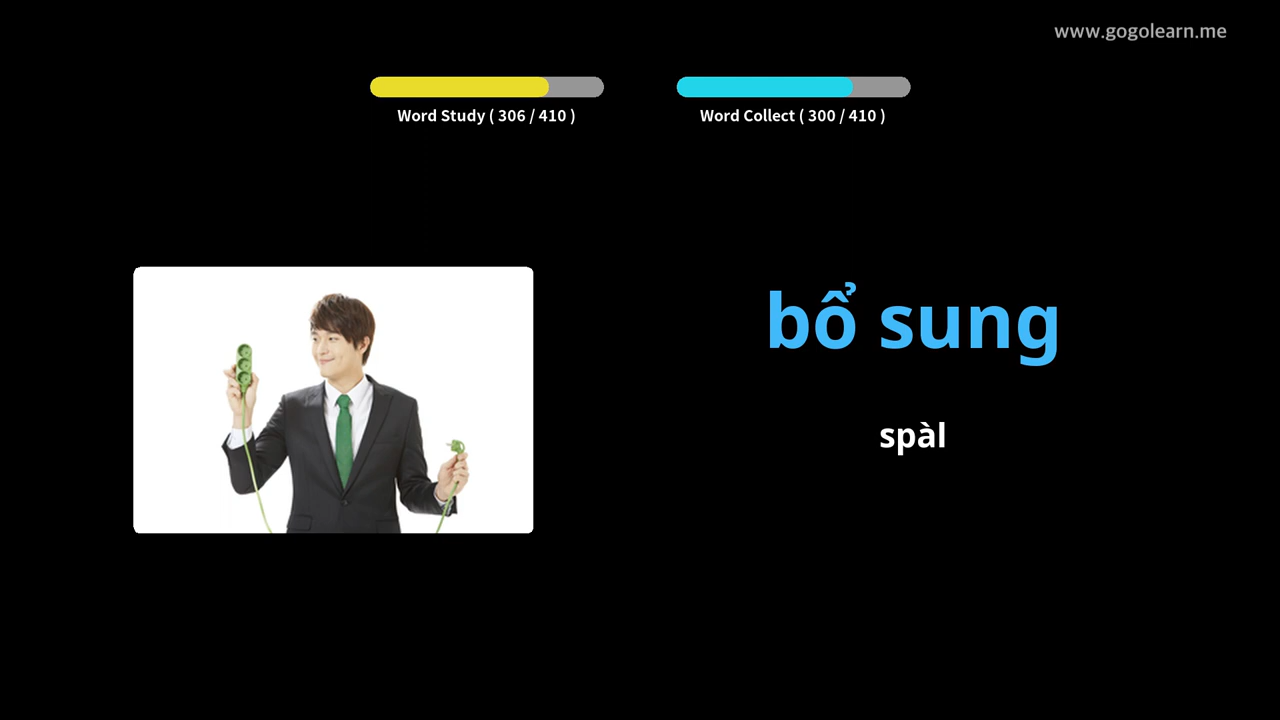 www.gogolearn.me
Word Study ( 306 / 410 )
Word Collect ( 300 / 410 )
bổ sung
spàl